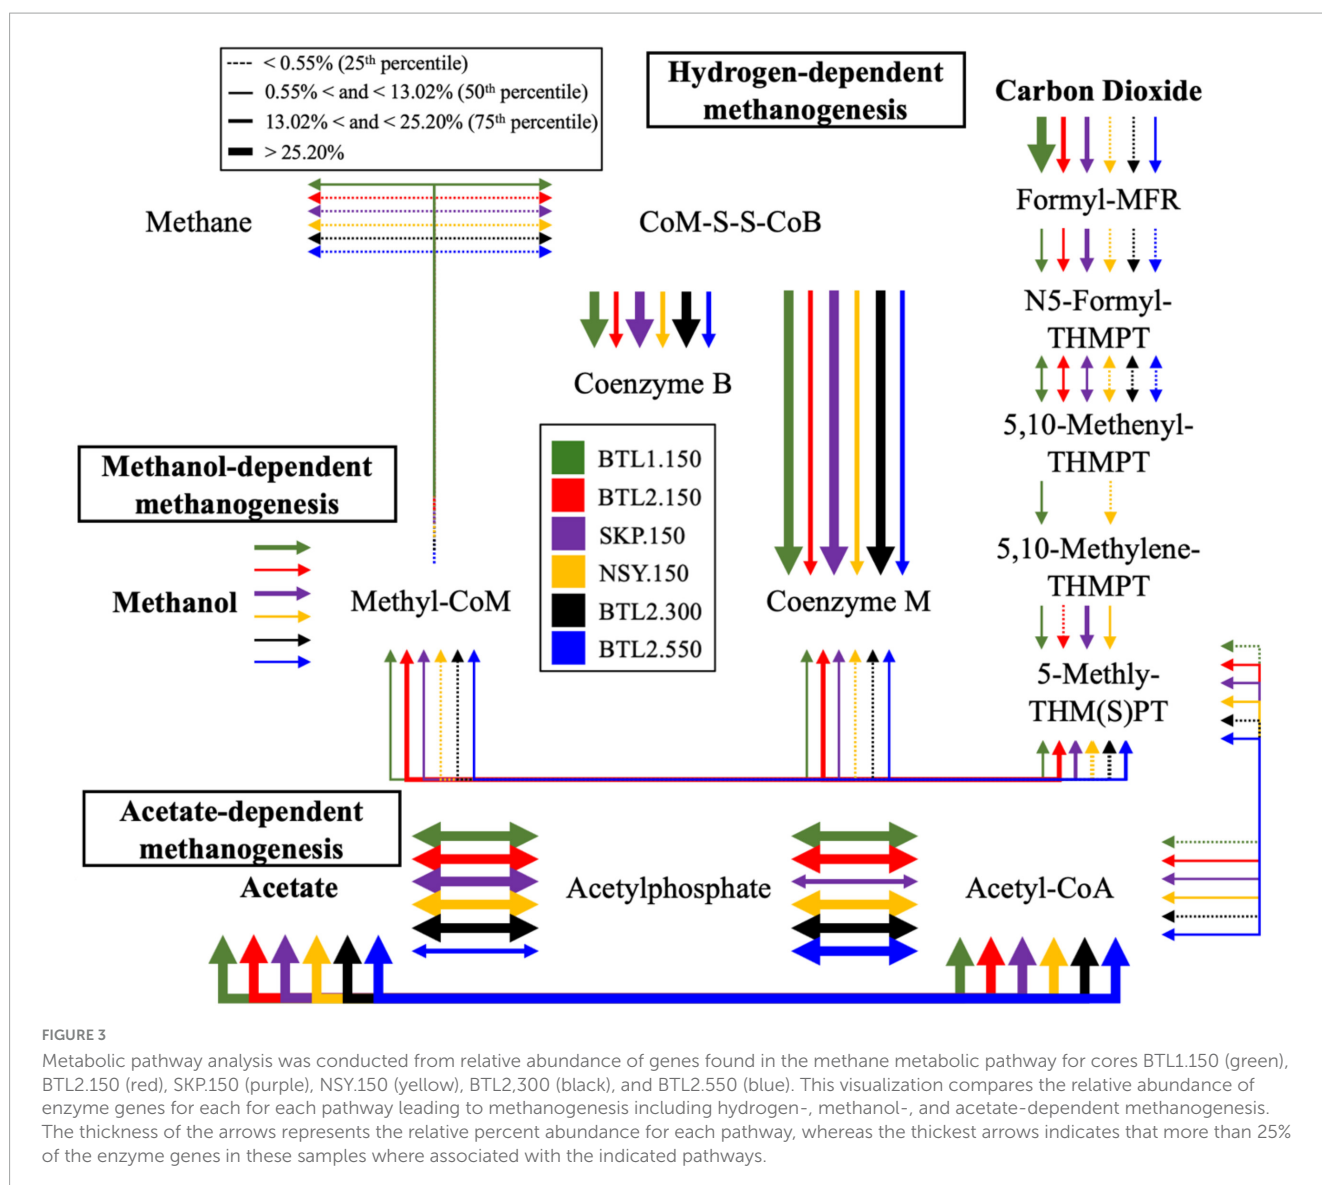 < 0.55% (25th percentile)
0.55% < and < 13.02% (50th percentile)
13.02% < and < 25.20% (75th percentile)
> 25.20%
Hydrogen-dependent
methanogenesis
Carbon Dioxide
Methane
CoM-S-S-CoB
Formyl-MFR
N5-Formyl-
THMPT
Coenzyme B
5,10-Methenyl-
THMPT
Methanol-dependent
methanogenesis
BTL1.150
BTL2.150
SKP.150
NSY.150
BTL2.300
BTL2.550
5,10-Methylene-
THMPT
Methanol
Methyl-CoM
Coenzyme M
5-Methly-
THM(S)PT
Acetate-dependent
methanogenesis
Acetate
Acetylphosphate
Acetyl-CoA
FIGURE 3
Metabolic pathway analysis was conducted from relative abundance of genes found in the methane metabolic pathway for cores BTL1.150 (green),
BTL2.150 (red), SKP.150 (purple), NSY.150 (yellow), BTL2,300 (black), and BTL2.550 (blue). This visualization compares the relative abundance of
enzyme genes for each for each pathway leading to methanogenesis including hydrogen-, methanol-, and acetate-dependent methanogenesis.
The thickness of the arrows represents the relative percent abundance for each pathway, whereas the thickest arrows indicates that more than 25%
of the enzyme genes in these samples where associated with the indicated pathways.